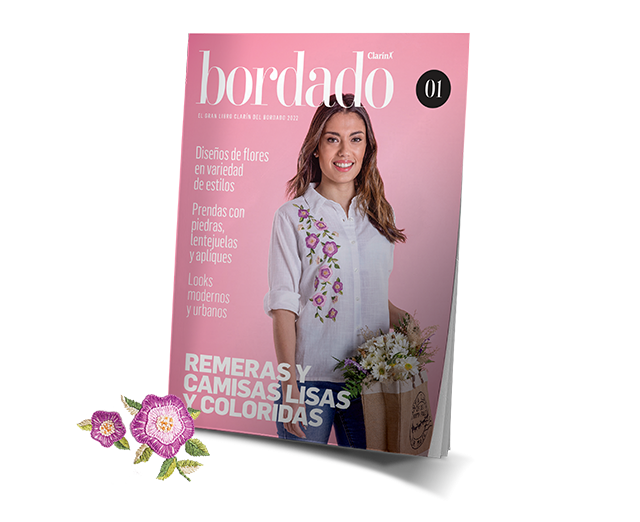 Clarín
bordado
01
EL GRAN LIBRO CLARÍN DEL BORDADO 2022
Diseños de flores
en variedad
de estilos
Prendas con
piedras,
lentejuelas
y apliques
Looks
modernos
y urbanos
REMERAS Y
CAMISAS LISAS
Y COLORIDAS